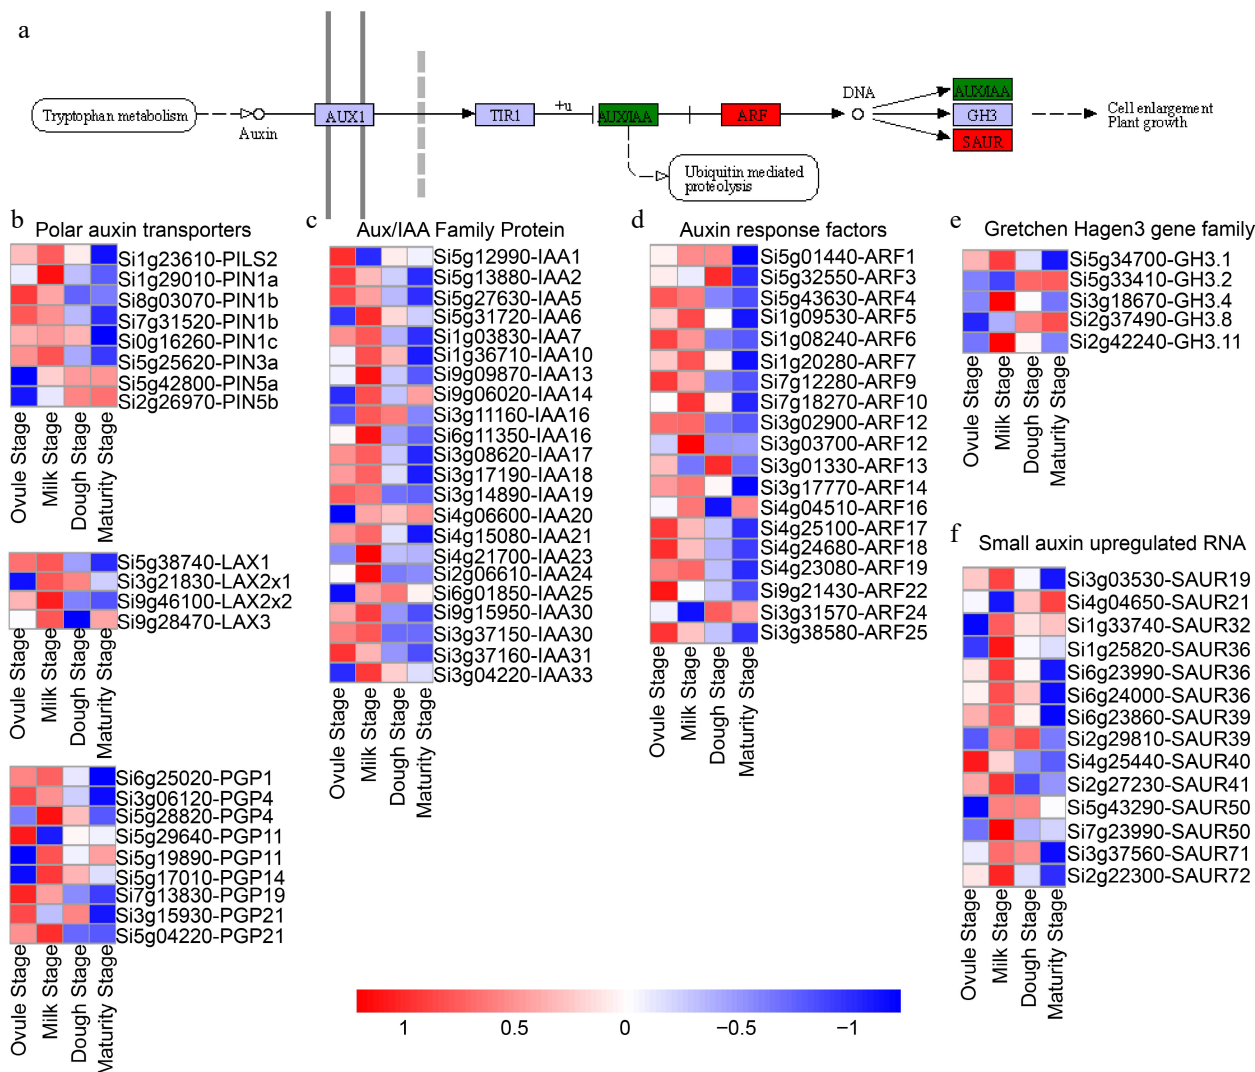 a
Tryptophan metabolism
Auxin
AUX1
TIR1
+u
AUX/IAA
Ubiquitin mediated
proteolysis
ARF
DNA
AUX/IAA
GH3
SAUR
Cell enlargement
Plant growth
b
Polar auxin transporters
Si1g23610-PILS2
Si1g29010-PIN1a
Si8g03070-PIN1b
Si7g31520-PIN1b
Si0g16260-PIN1c
Si5g25620-PIN3a
Si5g42800-PIN5a
Si2g26970-PIN5b
Ovule Stage
Milk Stage
Dough Stage
Maturity Stage
Si5g38740-LAX1
Si3g21830-LAX2x1
Si9g46100-LAX2x2
Si9g28470-LAX3
Ovule Stage
Milk Stage
Dough Stage
Maturity Stage
Si6g25020-PGP1
Si3g06120-PGP4
Si5g28820-PGP4
Si5g29640-PGP11
Si5g19890-PGP11
Si5g17010-PGP14
Si7g13830-PGP19
Si3g15930-PGP21
Si5g04220-PGP21
Ovule Stage
Milk Stage
Dough Stage
Maturity Stage
c
Aux/IAA Family Protein
Si5g12990-IAA1
Si5g13880-IAA2
Si5g27630-IAA5
Si5g31720-IAA6
Si1g03830-IAA7
Si1g36710-IAA10
Si9g09870-IAA13
Si9g06020-IAA14
Si3g11160-IAA16
Si6g11350-IAA16
Si3g08620-IAA17
Si3g17190-IAA18
Si3g14890-IAA19
Si4g06600-IAA20
Si4g15080-IAA21
Si4g21700-IAA23
Si2g06610-IAA24
Si6g01850-IAA25
Si9g15950-IAA30
Si3g37150-IAA30
Si3g37160-IAA31
Si3g04220-IAA33
Ovule Stage
Milk Stage
Dough Stage
Maturity Stage
d
Auxin response factors
Si5g01440-ARF1
Si5g32550-ARF3
Si5g43630-ARF4
Si1g09530-ARF5
Si1g08240-ARF6
Si1g20280-ARF7
Si7g12280-ARF9
Si7g18270-ARF10
Si3g02900-ARF12
Si3g03700-ARF12
Si3g01330-ARF13
Si3g17770-ARF14
Si4g04510-ARF16
Si4g25100-ARF17
Si4g24680-ARF18
Si4g23080-ARF19
Si9g21430-ARF22
Si3g31570-ARF24
Si3g38580-ARF25
Ovule Stage
Milk Stage
Dough Stage
Maturity Stage
e
Gretchen Hagen3 gene family
Si5g34700-GH3.1
Si5g33410-GH3.2
Si3g18670-GH3.4
Si2g37490-GH3.8
Si2g42240-GH3.11
Ovule Stage
Milk Stage
Dough Stage
Maturity Stage
f
Small auxin upregulated RNA
Si3g03530-SAUR19
Si4g04650-SAUR21
Si1g33740-SAUR32
Si1g25820-SAUR36
Si6g23990-SAUR36
Si6g24000-SAUR36
Si6g23860-SAUR39
Si2g29810-SAUR39
Si4g25440-SAUR40
Si2g27230-SAUR41
Si5g43290-SAUR50
Si7g23990-SAUR50
Si3g37560-SAUR71
Si2g22300-SAUR72
Ovule Stage
Milk Stage
Dough Stage
Maturity Stage
1
0.5
0
−0.5
−1